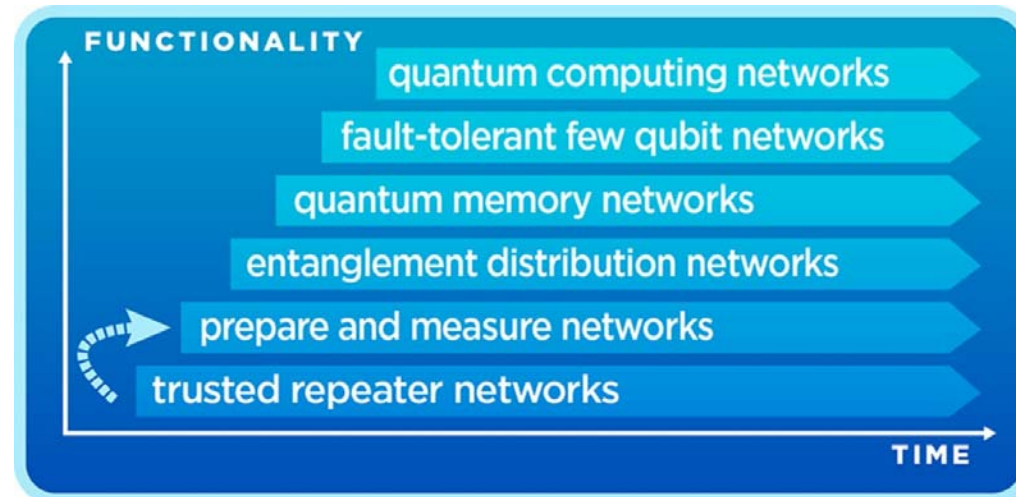 FUNCTIONALITY
quantum computing networks
fault-tolerant few qubit networks
quantum memory networks
entanglement distribution networks
prepare and measure networks
trusted repeater networks
TIME